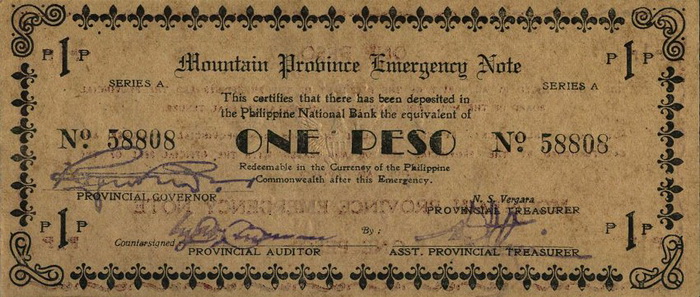 P 1 P P 1 P
Mountain Province Emergency Note
SERIES A. SERIES A
This certifies that there has been deposited in
the Philippine National Bank the equivalent of
No. 58808 ONE PESO No. 58808
Redeemable in the Currency of the Philippine
Commonwealth after this Emergency.
PROVINCIAL GOVERNOR
N. S. Vergara
PROVINCIAL TREASURER
P 1 P P 1 P
Countersigned By:
PROVINCIAL AUDITOR ASST. PROVINCIAL TREASURER